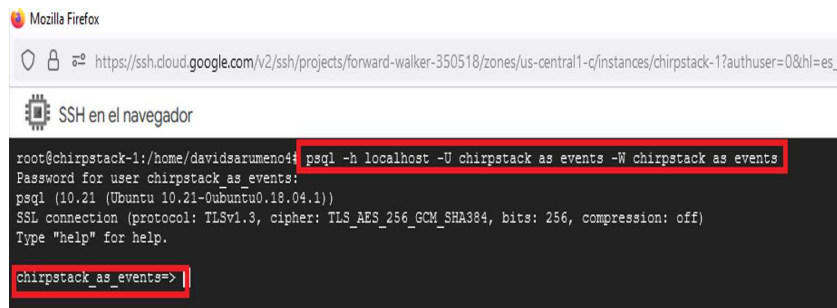 Mozilla Firefox
https://ssh.cloud.google.com/v2/ssh/projects/forward-walker-350518/zones/us-central1-c/instances/chirpstack-1?authuser=0&hl=es_
SSH en el navegador
root@chirpstack-1:/home/davidsarumeno4# psql -h localhost -U chirpstack_as_events -W chirpstack_as_events
Password for user chirpstack_as_events:
psql (10.21 (Ubuntu 10.21-0ubuntu0.18.04.1))
SSL connection (protocol: TLSv1.3, cipher: TLS_AES_256_GCM_SHA384, bits: 256, compression: off)
Type "help" for help.
chirpstack_as_events=>